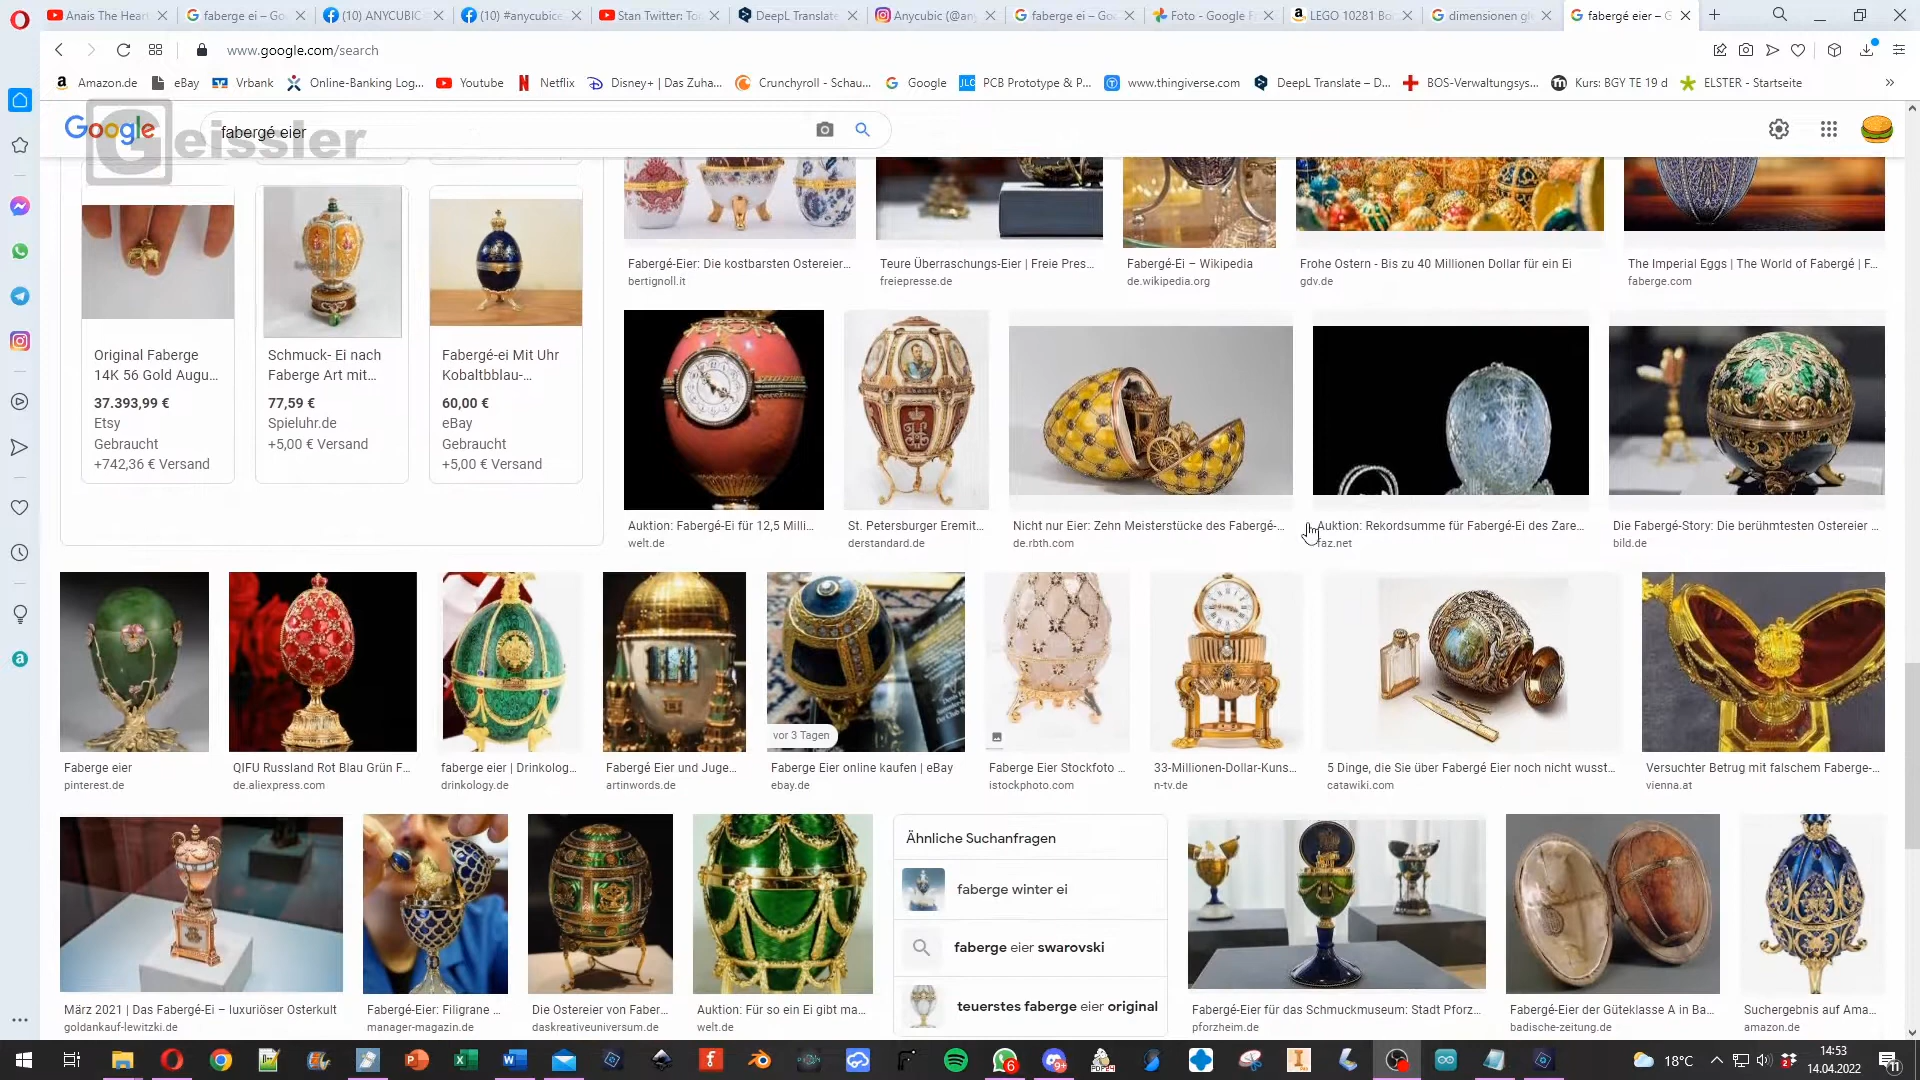 Anais The Heart
faberge ei – Go
(10) ANYCUBIC
(10) #anycubice
Stan Twitter: To
DeepL Translate
Anycubic (@an
faberge ei – Goo
Foto - Google F
LEGO 10281 Bo
dimensionen gl
fabergé eier – G
www.google.com/search
Amazon.de
eBay
Vrbank
Online-Banking Log...
Youtube
Netflix
Disney+ | Das Zuha...
Crunchyroll - Schau...
Google
PCB Prototype & P...
www.thingiverse.com
DeepL Translate – D...
BOS-Verwaltungsys...
Kurs: BGY TE 19 d
ELSTER - Startseite
Google
Geissler
fabergé eier
Original Faberge
14K 56 Gold Augu...
37.393,99 €
Etsy
Gebraucht
+742,36 € Versand
Schmuck- Ei nach
Faberge Art mit...
77,59 €
Spieluhr.de
+5,00 € Versand
Fabergé-ei Mit Uhr
Kobaltbblau-...
60,00 €
eBay
Gebraucht
+5,00 € Versand
Fabergé-Eier: Die kostbarsten Ostereier...
bertignoll.it
Teure Überraschungs-Eier | Freie Pres...
freiepresse.de
Fabergé-Ei – Wikipedia
de.wikipedia.org
Frohe Ostern - Bis zu 40 Millionen Dollar für ein Ei
gdv.de
The Imperial Eggs | The World of Fabergé | F...
faberge.com
Auktion: Fabergé-Ei für 12,5 Milli...
welt.de
St. Petersburger Eremit...
derstandard.de
Nicht nur Eier: Zehn Meisterstücke des Fabergé-...
de.rbth.com
Auktion: Rekordsumme für Fabergé-Ei des Zare...
faz.net
Die Fabergé-Story: Die berühmtesten Ostereier ...
bild.de
Faberge eier
pinterest.de
QIFU Russland Rot Blau Grün F...
de.aliexpress.com
faberge eier | Drinkolog...
drinkology.de
Fabergé Eier und Juge...
artinwords.de
vor 3 Tagen
Faberge Eier online kaufen | eBay
ebay.de
Faberge Eier Stockfoto ...
istockphoto.com
33-Millionen-Dollar-Kuns...
n-tv.de
5 Dinge, die Sie über Fabergé Eier noch nicht wusst...
catawiki.com
Versuchter Betrug mit falschem Faberge-...
vienna.at
März 2021 | Das Fabergé-Ei – luxuriöser Osterkult
goldankauf-lewitzki.de
Fabergé-Eier: Filigrane ...
manager-magazin.de
Die Ostereier von Faber...
daskreativeuniversum.de
Auktion: Für so ein Ei gibt ma...
welt.de
Ähnliche Suchanfragen
faberge winter ei
faberge eier swarovski
teuerstes faberge eier original
Fabergé-Eier für das Schmuckmuseum: Stadt Pforz...
pforzheim.de
Fabergé-Eier der Güteklasse A in Ba...
badische-zeitung.de
Suchergebnis auf Ama...
amazon.de
18°C
14:53
14.04.2022